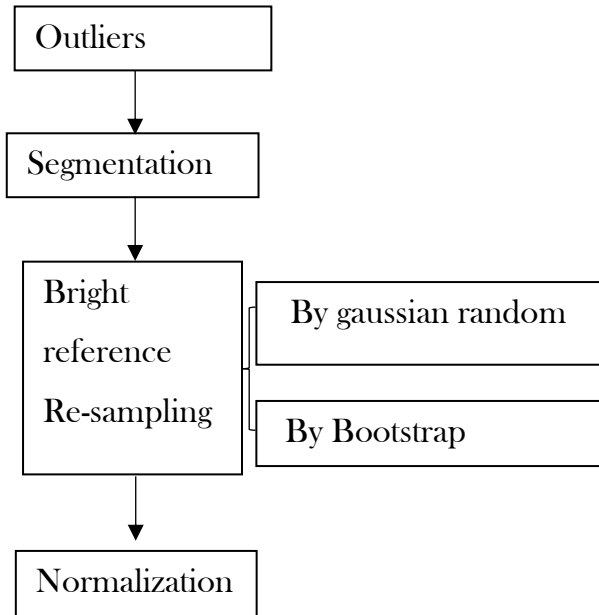 Outliers
Segmentation
Bright
reference
Re-sampling
By gaussian random
By Bootstrap
Normalization